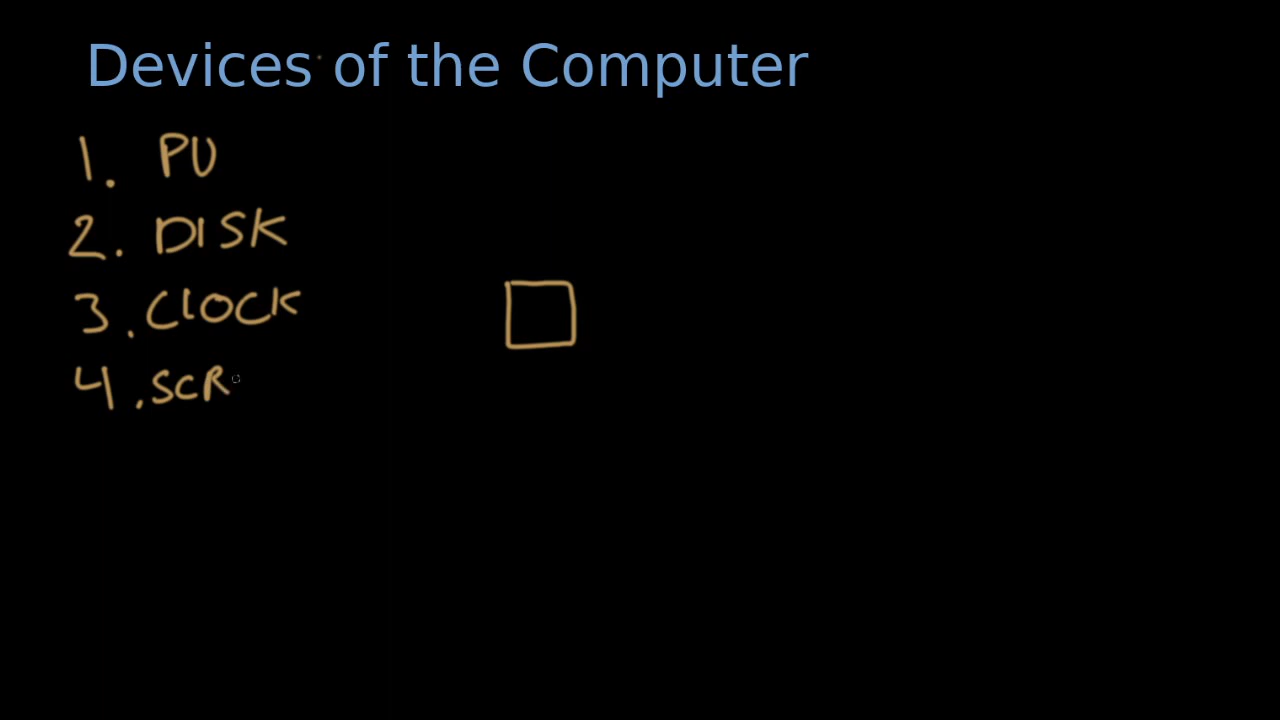 Devices of the Computer
1. PU
2. DISK
3. CLOCK
4. SCR